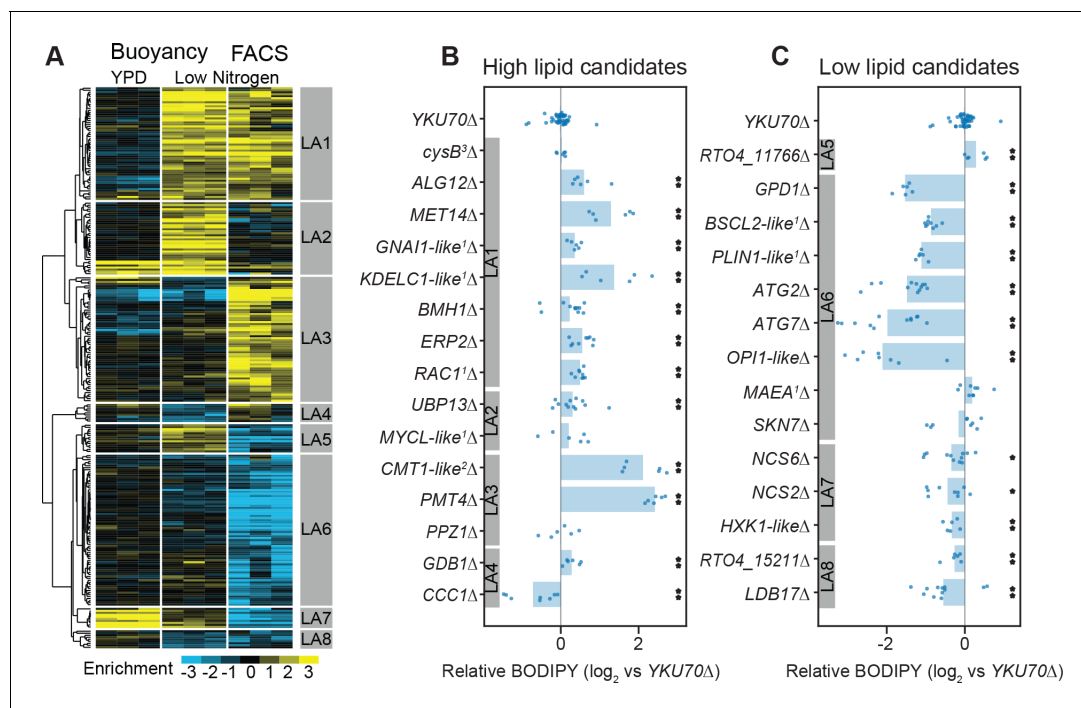 A
Buoyancy FACS
YPD Low Nitrogen
LA1
LA2
LA3
LA4
LA5
LA6
LA7
LA8
Enrichment -3 -2 -1 0 1 2 3
B
High lipid candidates
YKU70Δ
cysB³Δ
ALG12Δ
MET14Δ
GNAI1-like¹Δ
KDELC1-like¹Δ
BMH1Δ
ERP2Δ
RAC1¹Δ
UBP13Δ
MYCL-like¹Δ
CMT1-like²Δ
PMT4Δ
PPZ1Δ
GDB1Δ
CCC1Δ
LA1
LA2
LA3
LA4
**
**
**
**
**
**
**
**
**
**
**
**
0 2
Relative BODIPY (log₂ vs YKU70Δ)
C
Low lipid candidates
YKU70Δ
RTO4_11766Δ
GPD1Δ
BSCL2-like¹Δ
PLIN1-like¹Δ
ATG2Δ
ATG7Δ
OPI1-likeΔ
MAEA¹Δ
SKN7Δ
NCS6Δ
NCS2Δ
HXK1-likeΔ
RTO4_15211Δ
LDB17Δ
LA5
LA6
LA7
LA8
**
**
**
**
**
**
**
*
*
**
**
**
-2 0
Relative BODIPY (log₂ vs YKU70Δ)